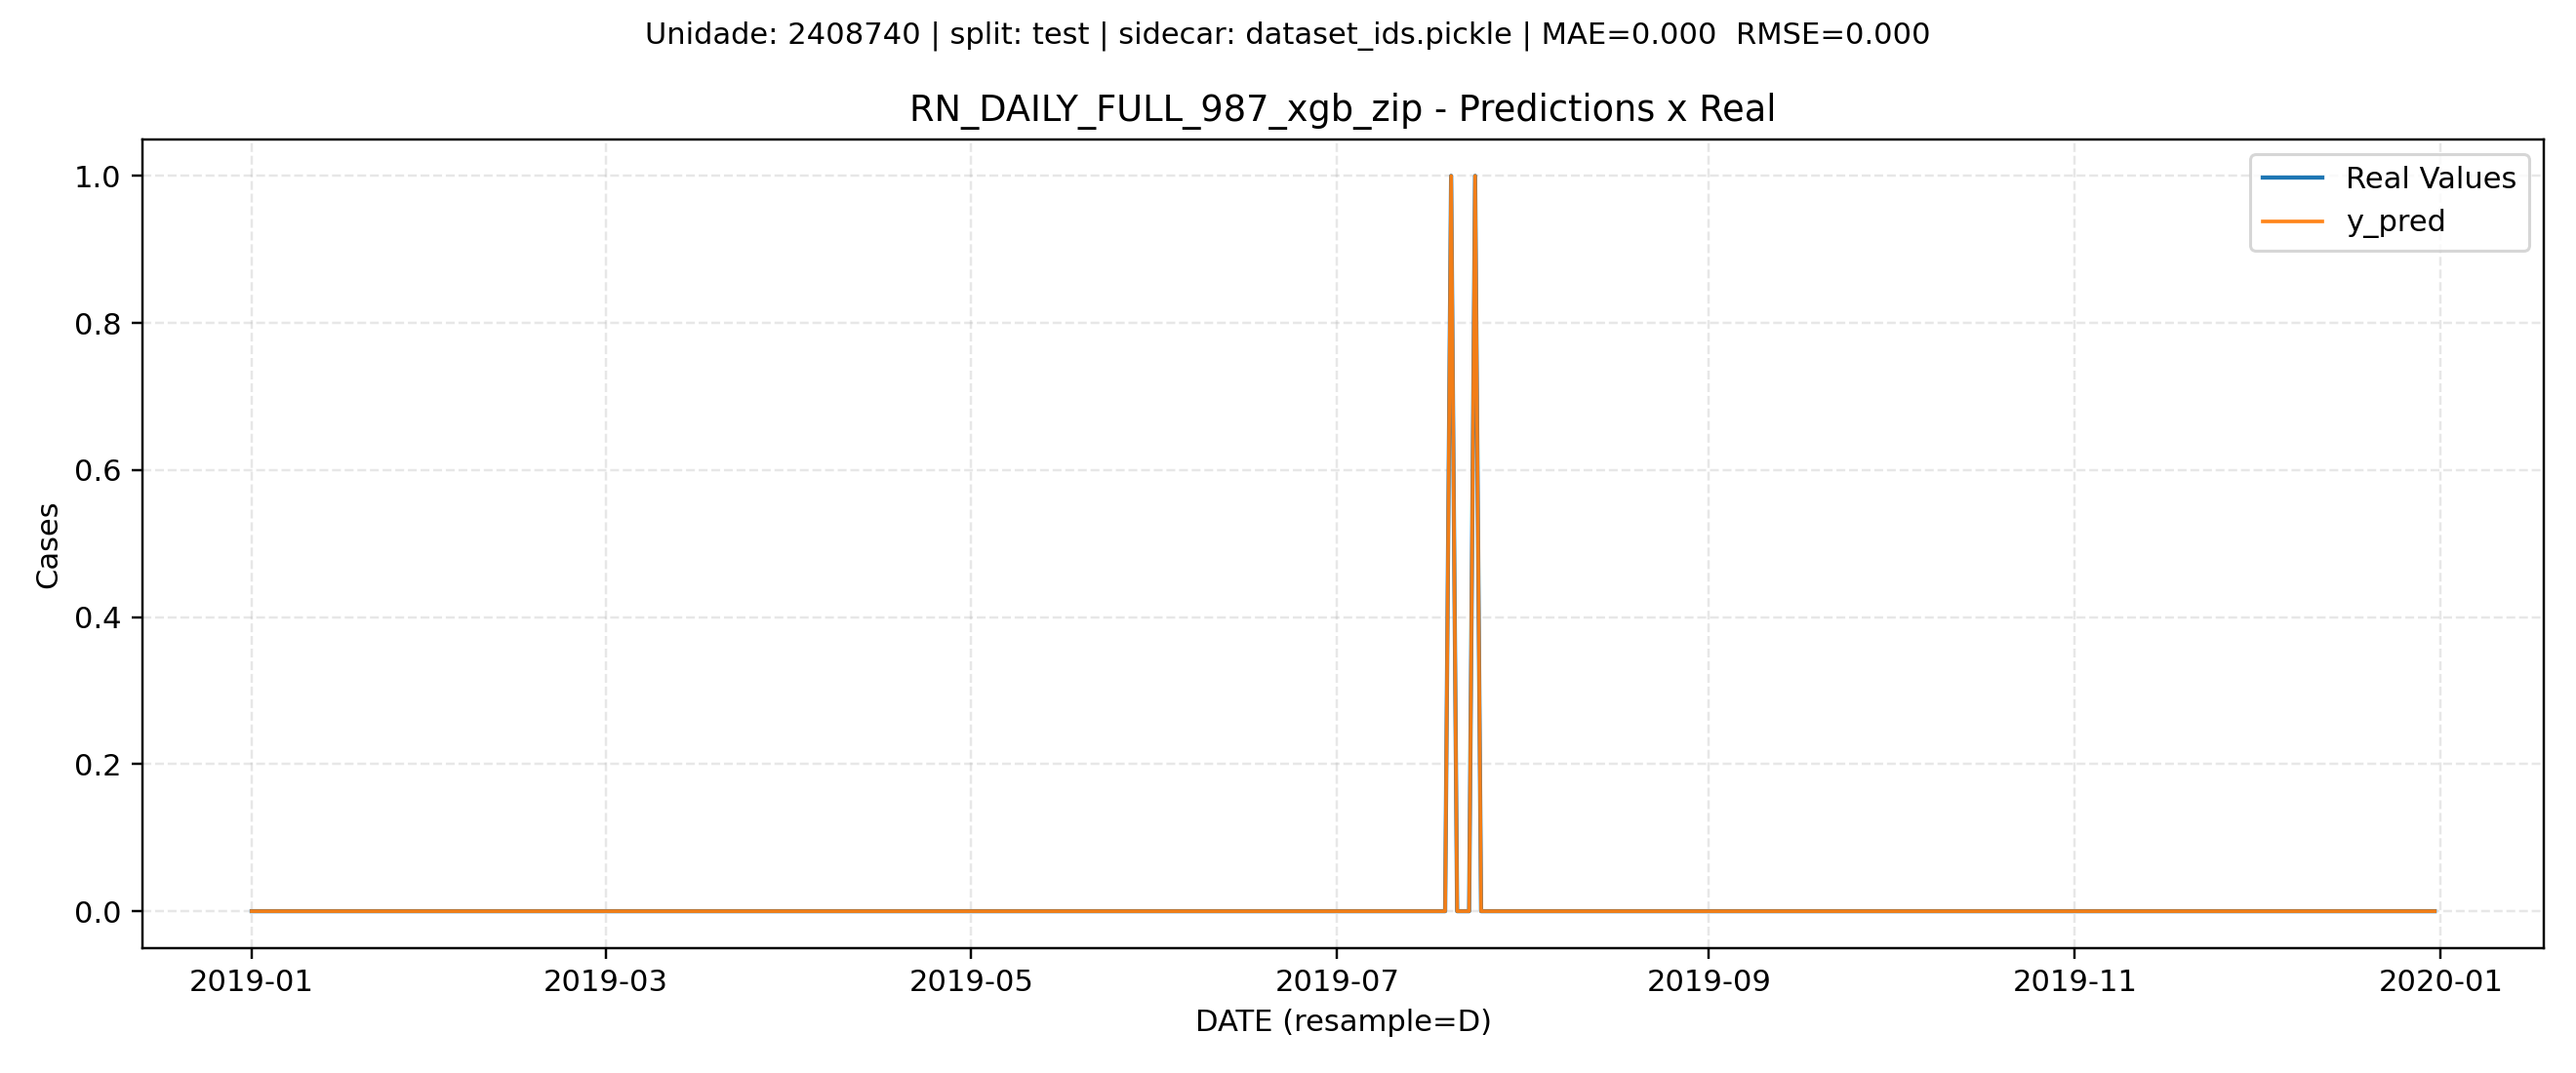 Unidade: 2408740 | split: test | sidecar: dataset_ids.pickle | MAE=0.000  RMSE=0.000
RN_DAILY_FULL_987_xgb_zip - Predictions x Real
Real Values
y_pred
1.0
0.8
0.6
0.4
0.2
0.0
Cases
2019-01
2019-03
2019-05
2019-07
2019-09
2019-11
2020-01
DATE (resample=D)